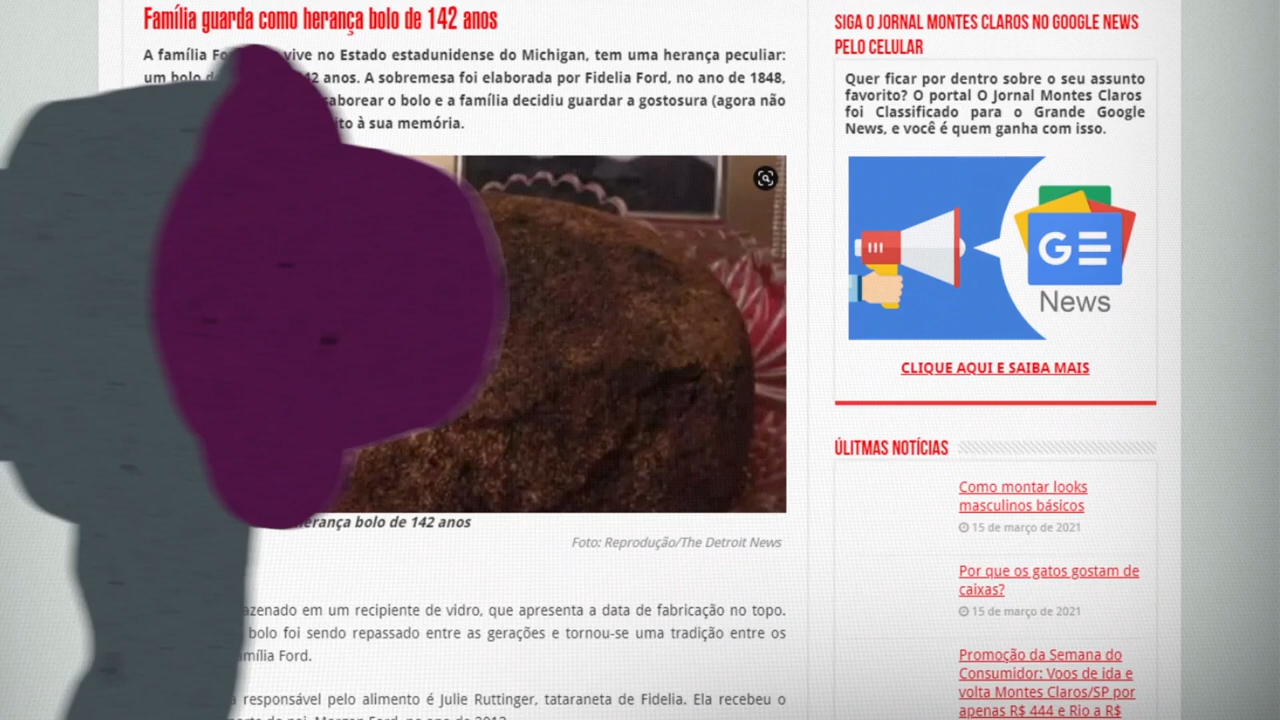 Família guarda como herança bolo de 142 anos
A família vive no Estado estadunidense do Michigan, tem uma herança peculiar:
um bolo 42 anos. A sobremesa foi elaborada por Fidelia Ford, no ano de 1848,
saborear o bolo e a família decidiu guardar a gostosura (agora não
à sua memória.
herança bolo de 142 anos
Foto: Reprodução/The Detroit News
em um recipiente de vidro, que apresenta a data de fabricação no topo.
bolo foi sendo repassado entre as gerações e tornou-se uma tradição entre os
família Ford.
responsável pelo alimento é Julie Ruttinger, tataraneta de Fidelia. Ela recebeu o
SIGA O JORNAL MONTES CLAROS NO GOOGLE NEWS
PELO CELULAR
Quer ficar por dentro sobre o seu assunto
favorito? O portal O Jornal Montes Claros
foi Classificado para o Grande Google
News, e você é quem ganha com isso.
G
News
CLIQUE AQUI E SAIBA MAIS
ÚLITMAS NOTÍCIAS
Como montar looks
masculinos básicos
15 de março de 2021
Por que os gatos gostam de
caixas?
15 de março de 2021
Promoção da Semana do
Consumidor: Voos de ida e
volta Montes Claros/SP por
apenas R$ 444 e Rio a R$